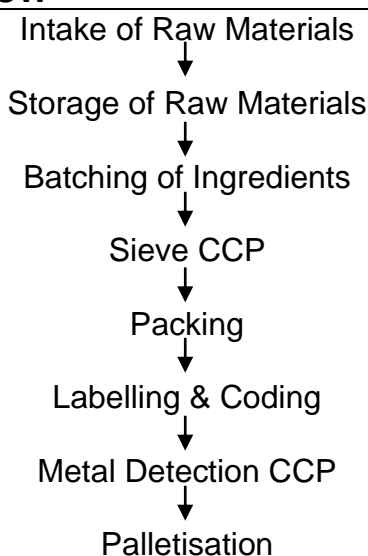 Intake of Raw Materials
Storage of Raw Materials
Batching of Ingredients
Sieve CCP
Packing
Labelling & Coding
Metal Detection CCP
Palletisation